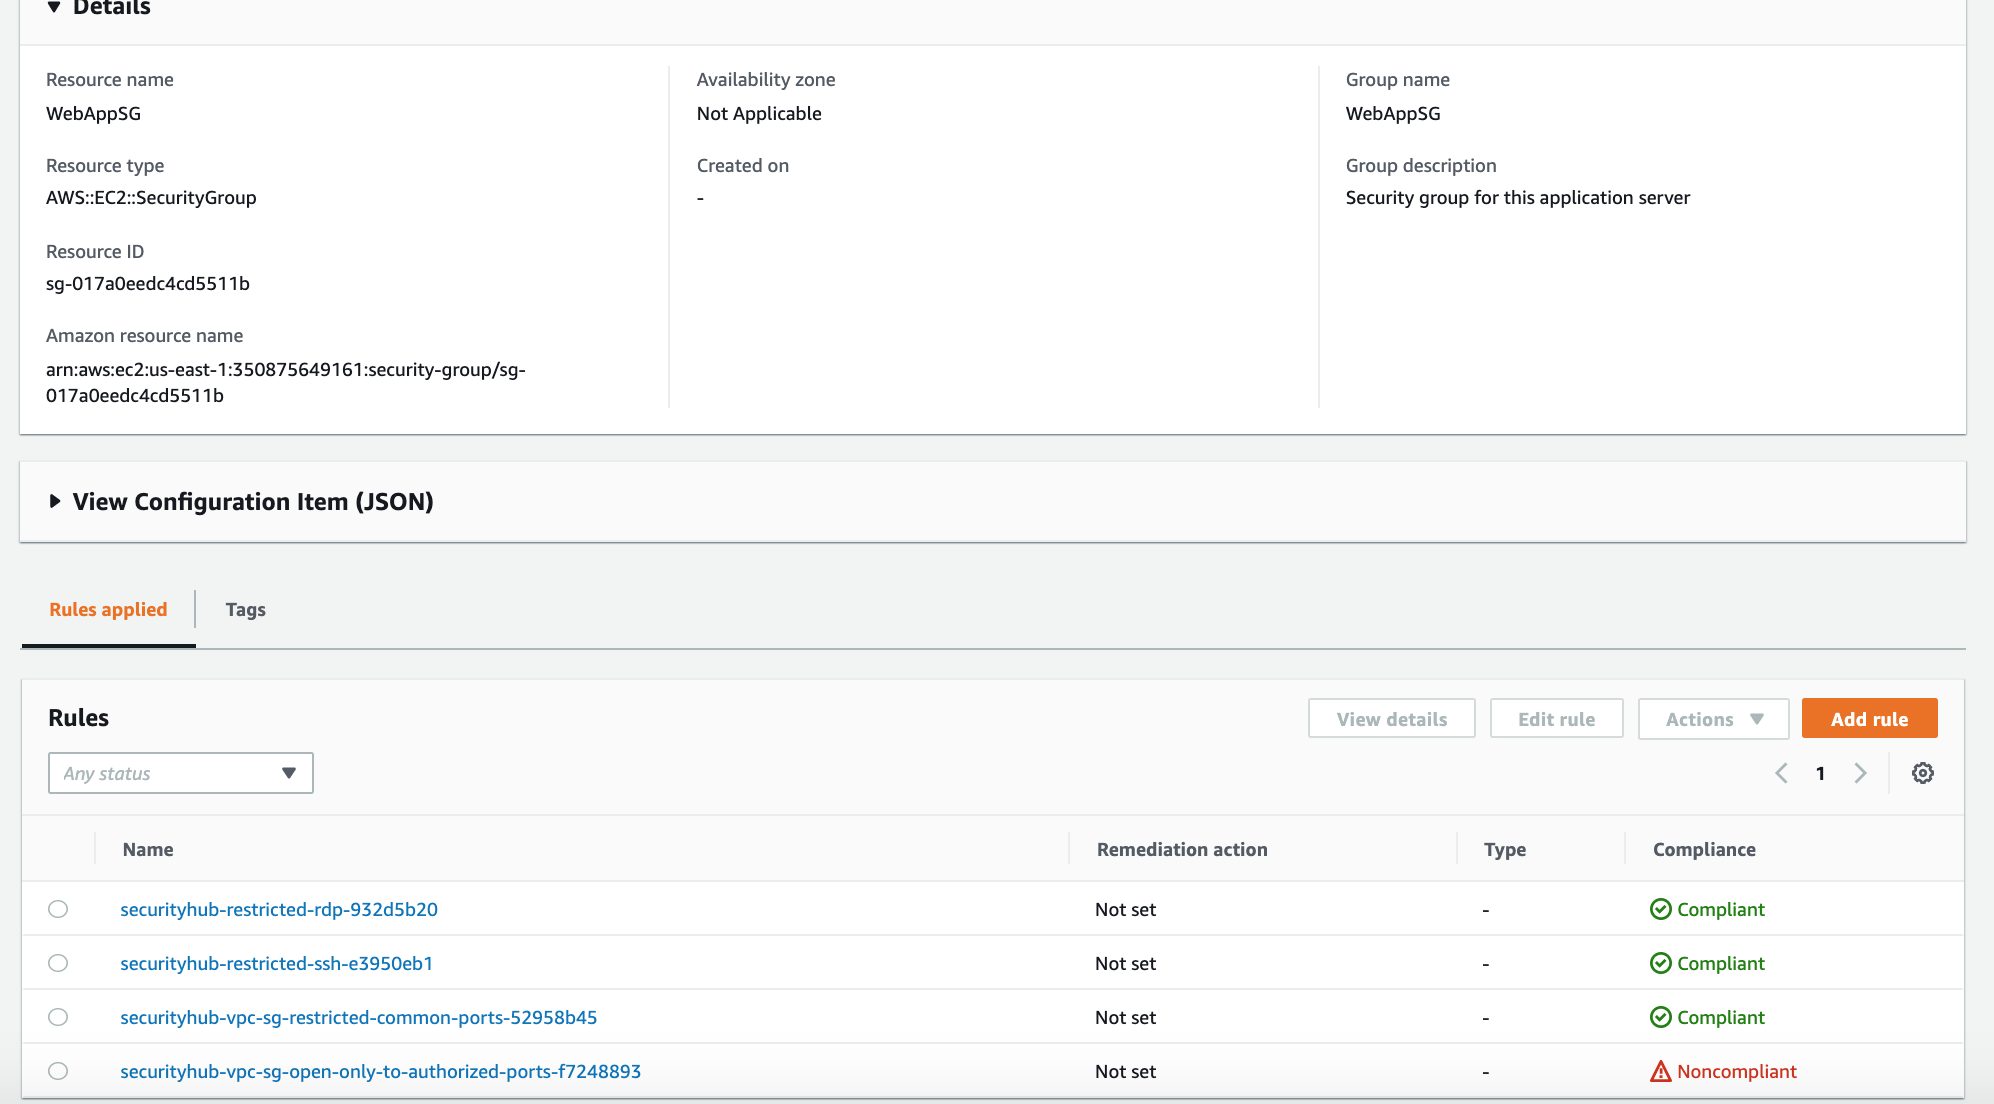 Details
Resource name
WebAppSG
Resource type
AWS::EC2::SecurityGroup
Resource ID
sg-017a0eedc4cd5511b
Amazon resource name
arn:aws:ec2:us-east-1:350875649161:security-group/sg-
017a0eedc4cd5511b
Availability zone
Not Applicable
Created on
-
Group name
WebAppSG
Group description
Security group for this application server
View Configuration Item (JSON)
Rules applied
Tags
Rules
View details
Edit rule
Actions
Add rule
Any status
1
Name Remediation action Type Compliance
securityhub-restricted-rdp-932d5b20 Not set - Compliant
securityhub-restricted-ssh-e3950eb1 Not set - Compliant
securityhub-vpc-sg-restricted-common-ports-52958b45 Not set - Compliant
securityhub-vpc-sg-open-only-to-authorized-ports-f7248893 Not set - Noncompliant